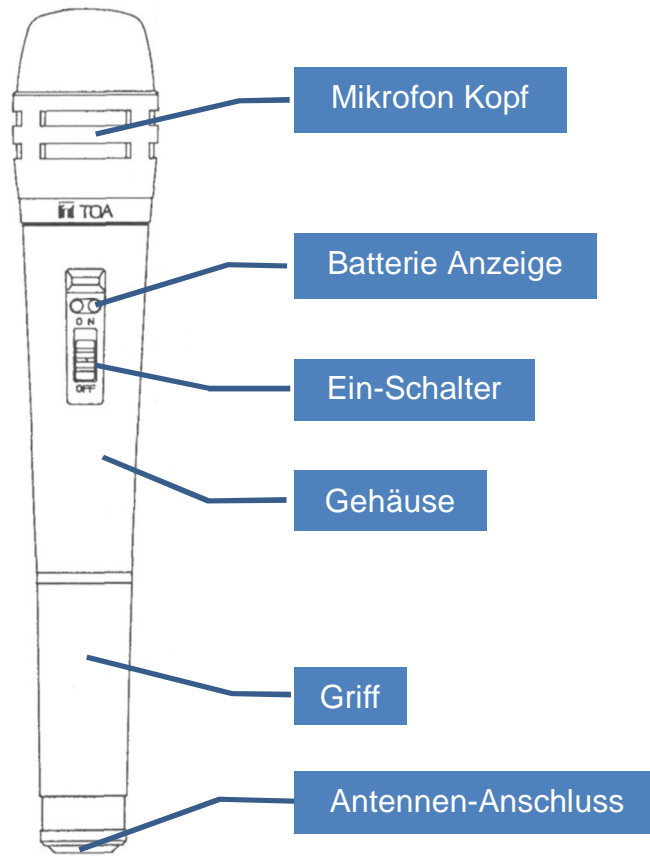 Mikrofon Kopf
TOA
Batterie Anzeige
ON
Ein-Schalter
OFF
Gehäuse
Griff
Antennen-Anschluss